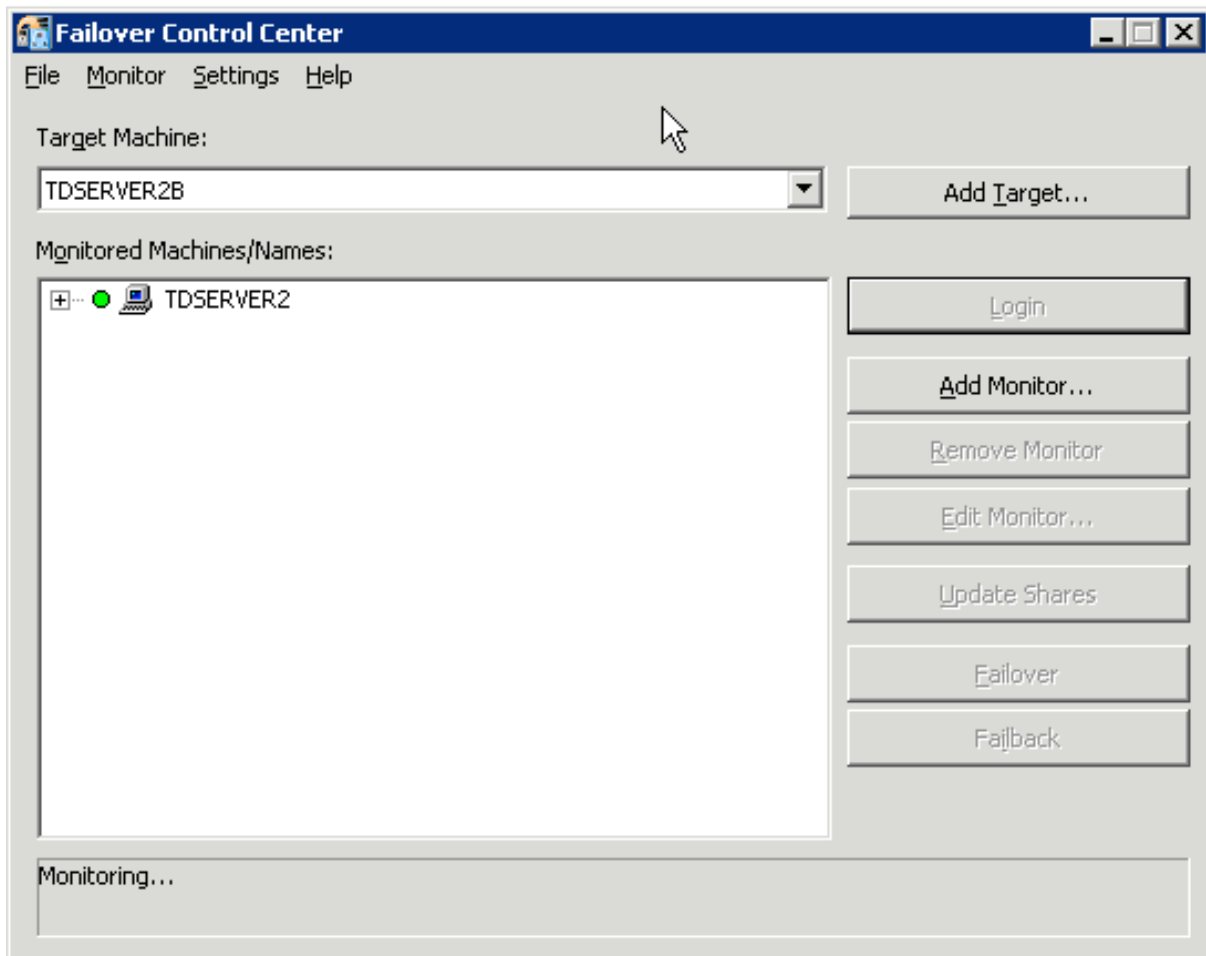 Failover Control Center
File Monitor Settings Help
Target Machine:
TDSERVER2B
Add Target...
Monitored Machines/Names:
TDSERVER2
Login
Add Monitor...
Remove Monitor
Edit Monitor...
Update Shares
Failover
Failback
Monitoring...